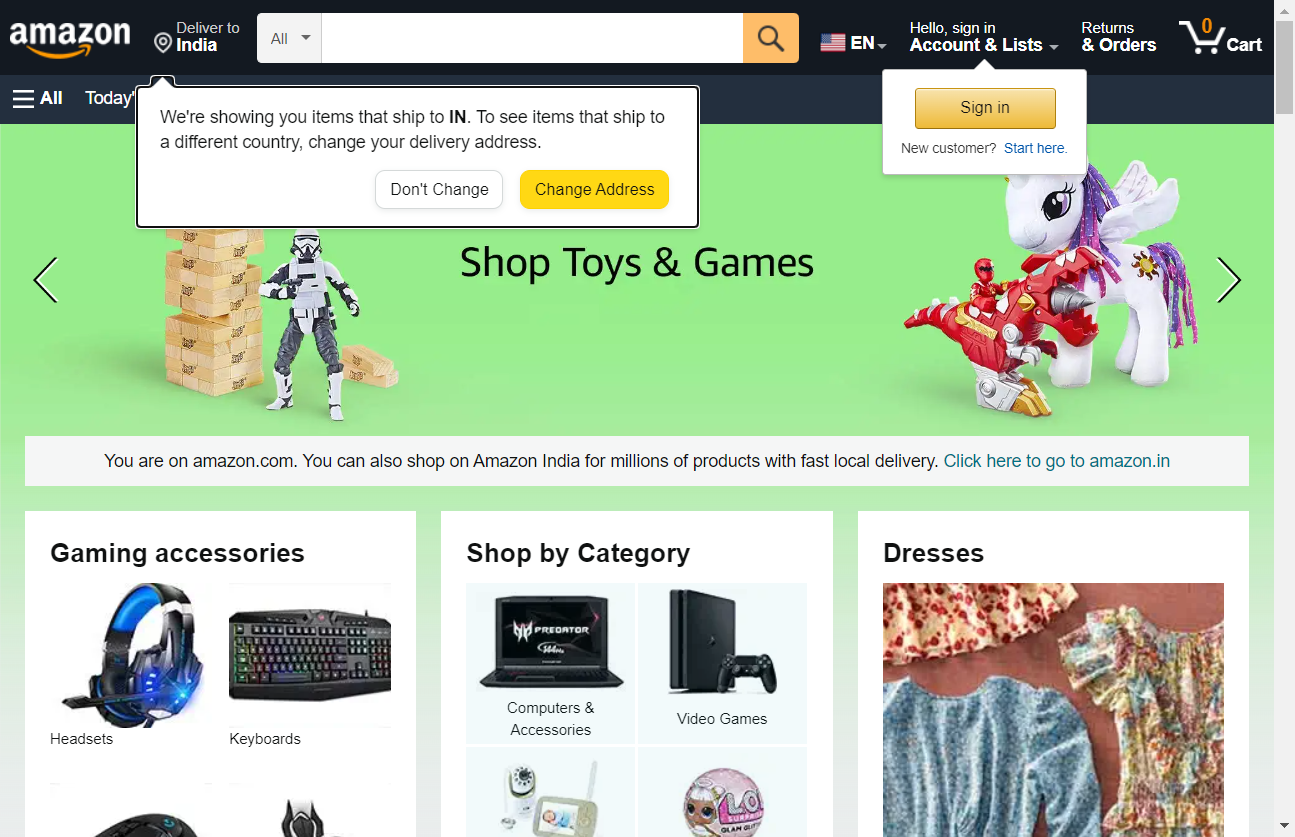 amazon
Deliver to
India
All
EN
Hello, sign in
Account & Lists
Returns
& Orders
0
Cart
All
Today'
We're showing you items that ship to IN. To see items that ship to
a different country, change your delivery address.
Don't Change
Change Address
Sign in
New customer? Start here.
Shop Toys & Games
You are on amazon.com. You can also shop on Amazon India for millions of products with fast local delivery. Click here to go to amazon.in
Gaming accessories
Headsets
Keyboards
Shop by Category
PREDATOR
144Hz
Computers &
Accessories
Video Games
L.O.L.
SURPRISE
GLAM GLITTER
Dresses